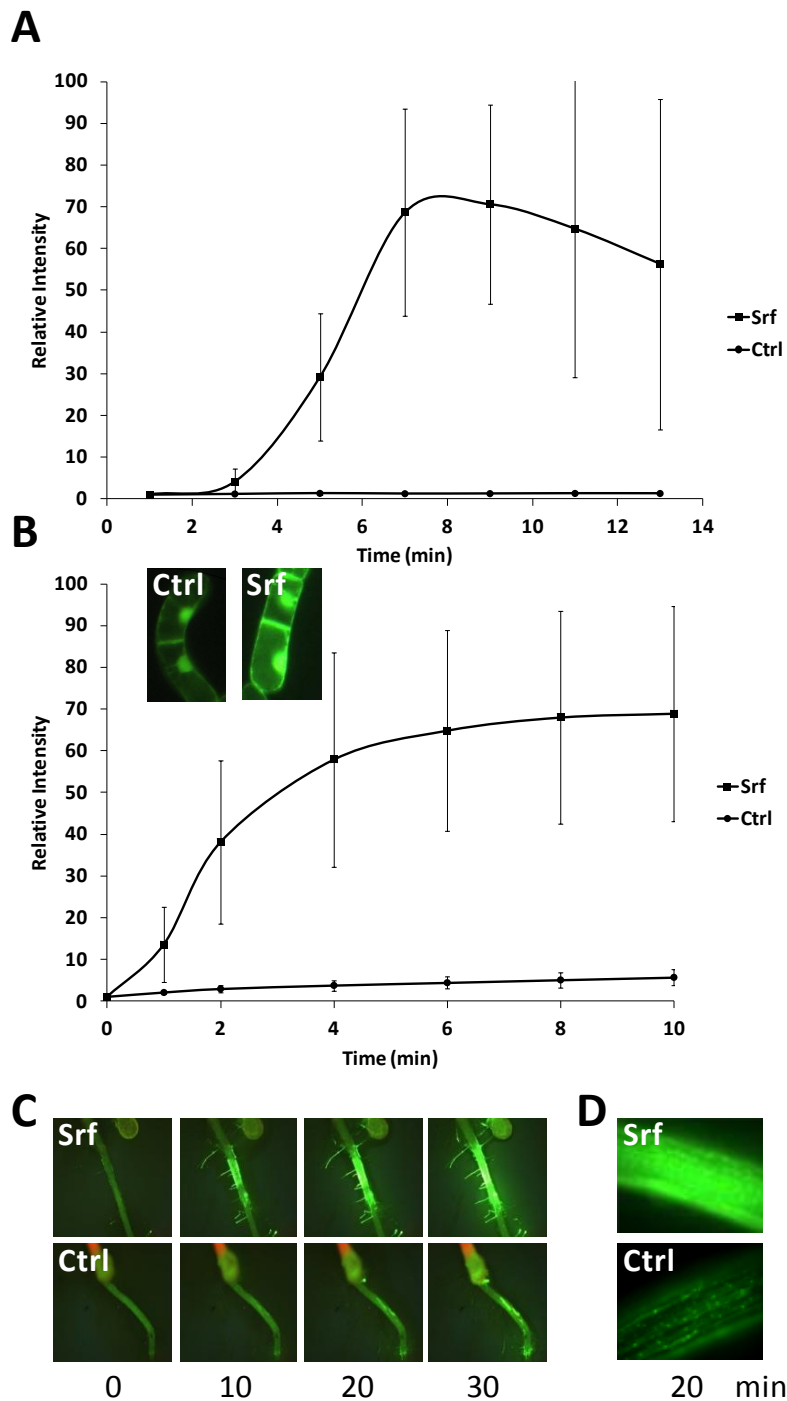 A
100
90
80
70
60
50
40
30
20
10
0
Relative Intensity
0 2 4 6 8 10 12 14
Time (min)
Srf
Ctrl
B
Ctrl Srf
100
90
80
70
60
50
40
30
20
10
0
Relative Intensity
0 2 4 6 8 10
Time (min)
Srf
Ctrl
C
Srf
Ctrl
0 10 20 30
D
Srf
Ctrl
20 min